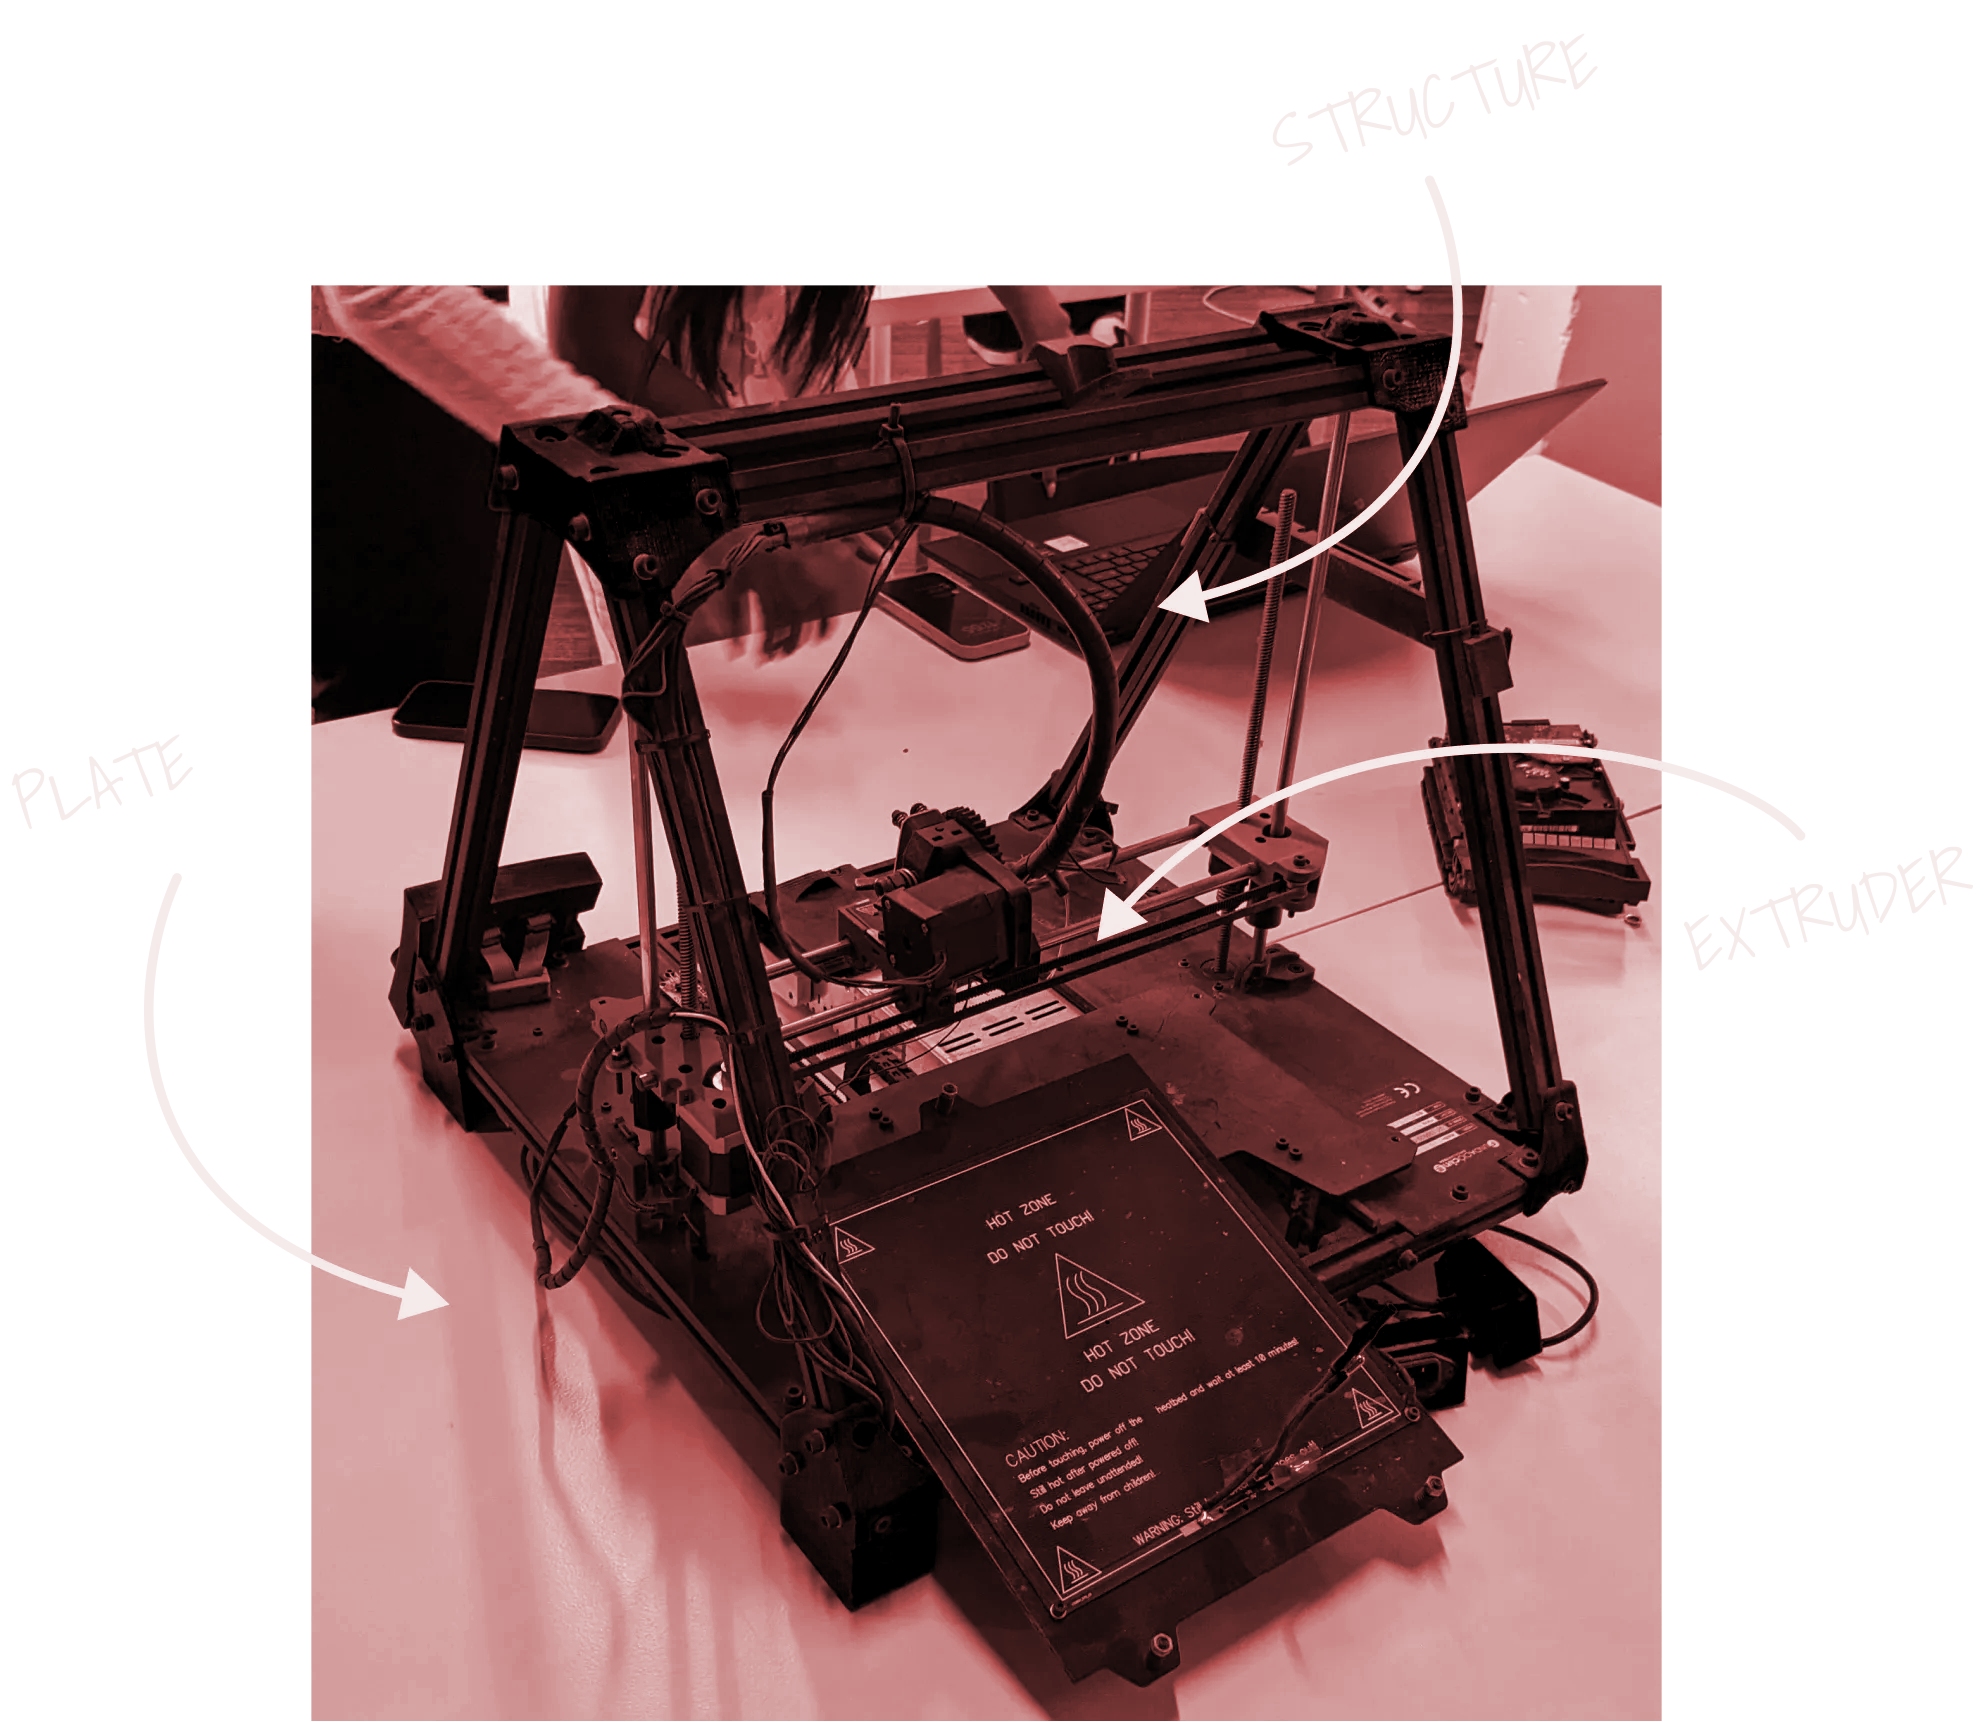 STRUCTURE
PLATE
EXTRUDER
HOT ZONE
DO NOT TOUCH!
HOT ZONE
DO NOT TOUCH!
CAUTION:
Before touching, power off the heatbed and wait at least 10 minutes!
Still hot after powered off!
Do not leave unattended!
Keep away from children!
WARNING: